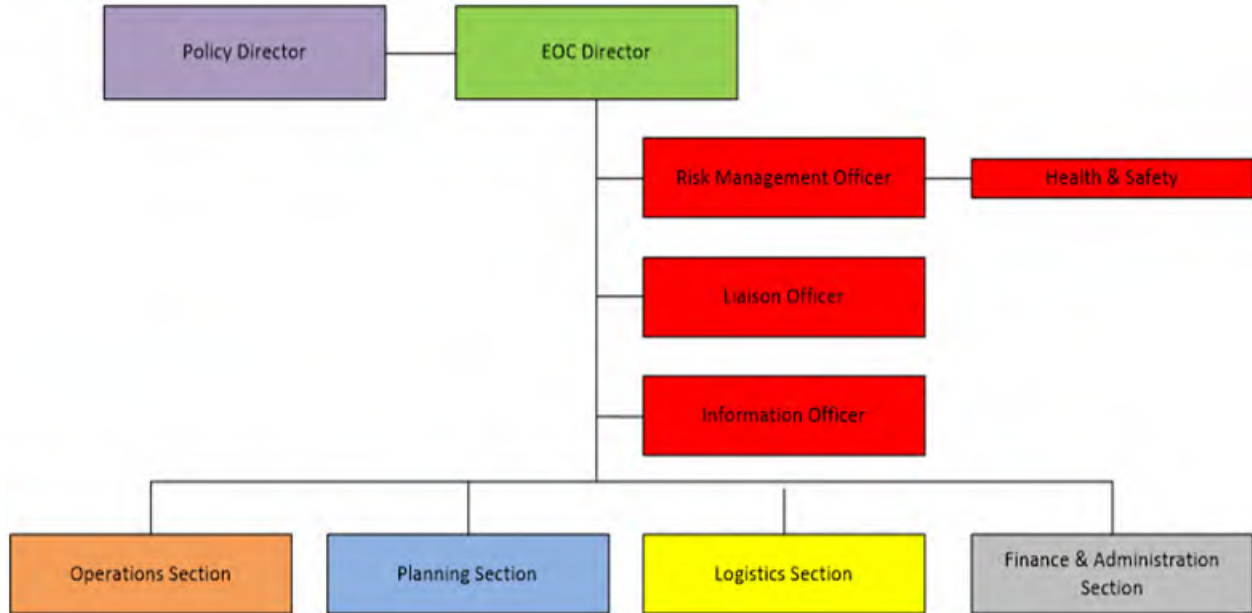 Policy Director
EOC Director
Risk Management Officer
Health & Safety
Liaison Officer
Information Officer
Operations Section
Planning Section
Logistics Section
Finance & Administration
Section